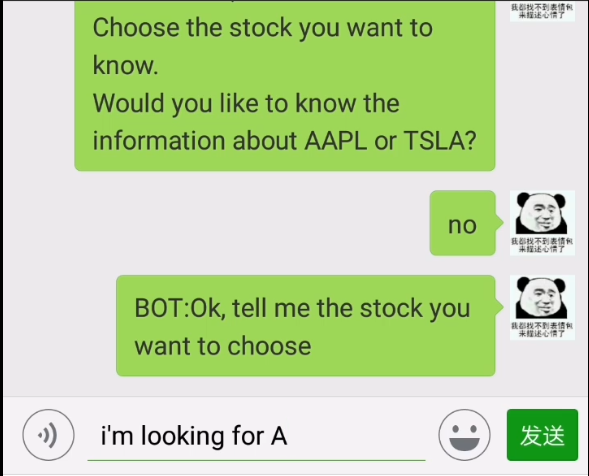 Choose the stock you want to
know.
Would you like to know the
information about AAPL or TSLA?
我都找不到表情包
来描述心情了
no
我都找不到表情包
来描述心情了
BOT:Ok, tell me the stock you
want to choose
我都找不到表情包
来描述心情了
i'm looking for A
发送